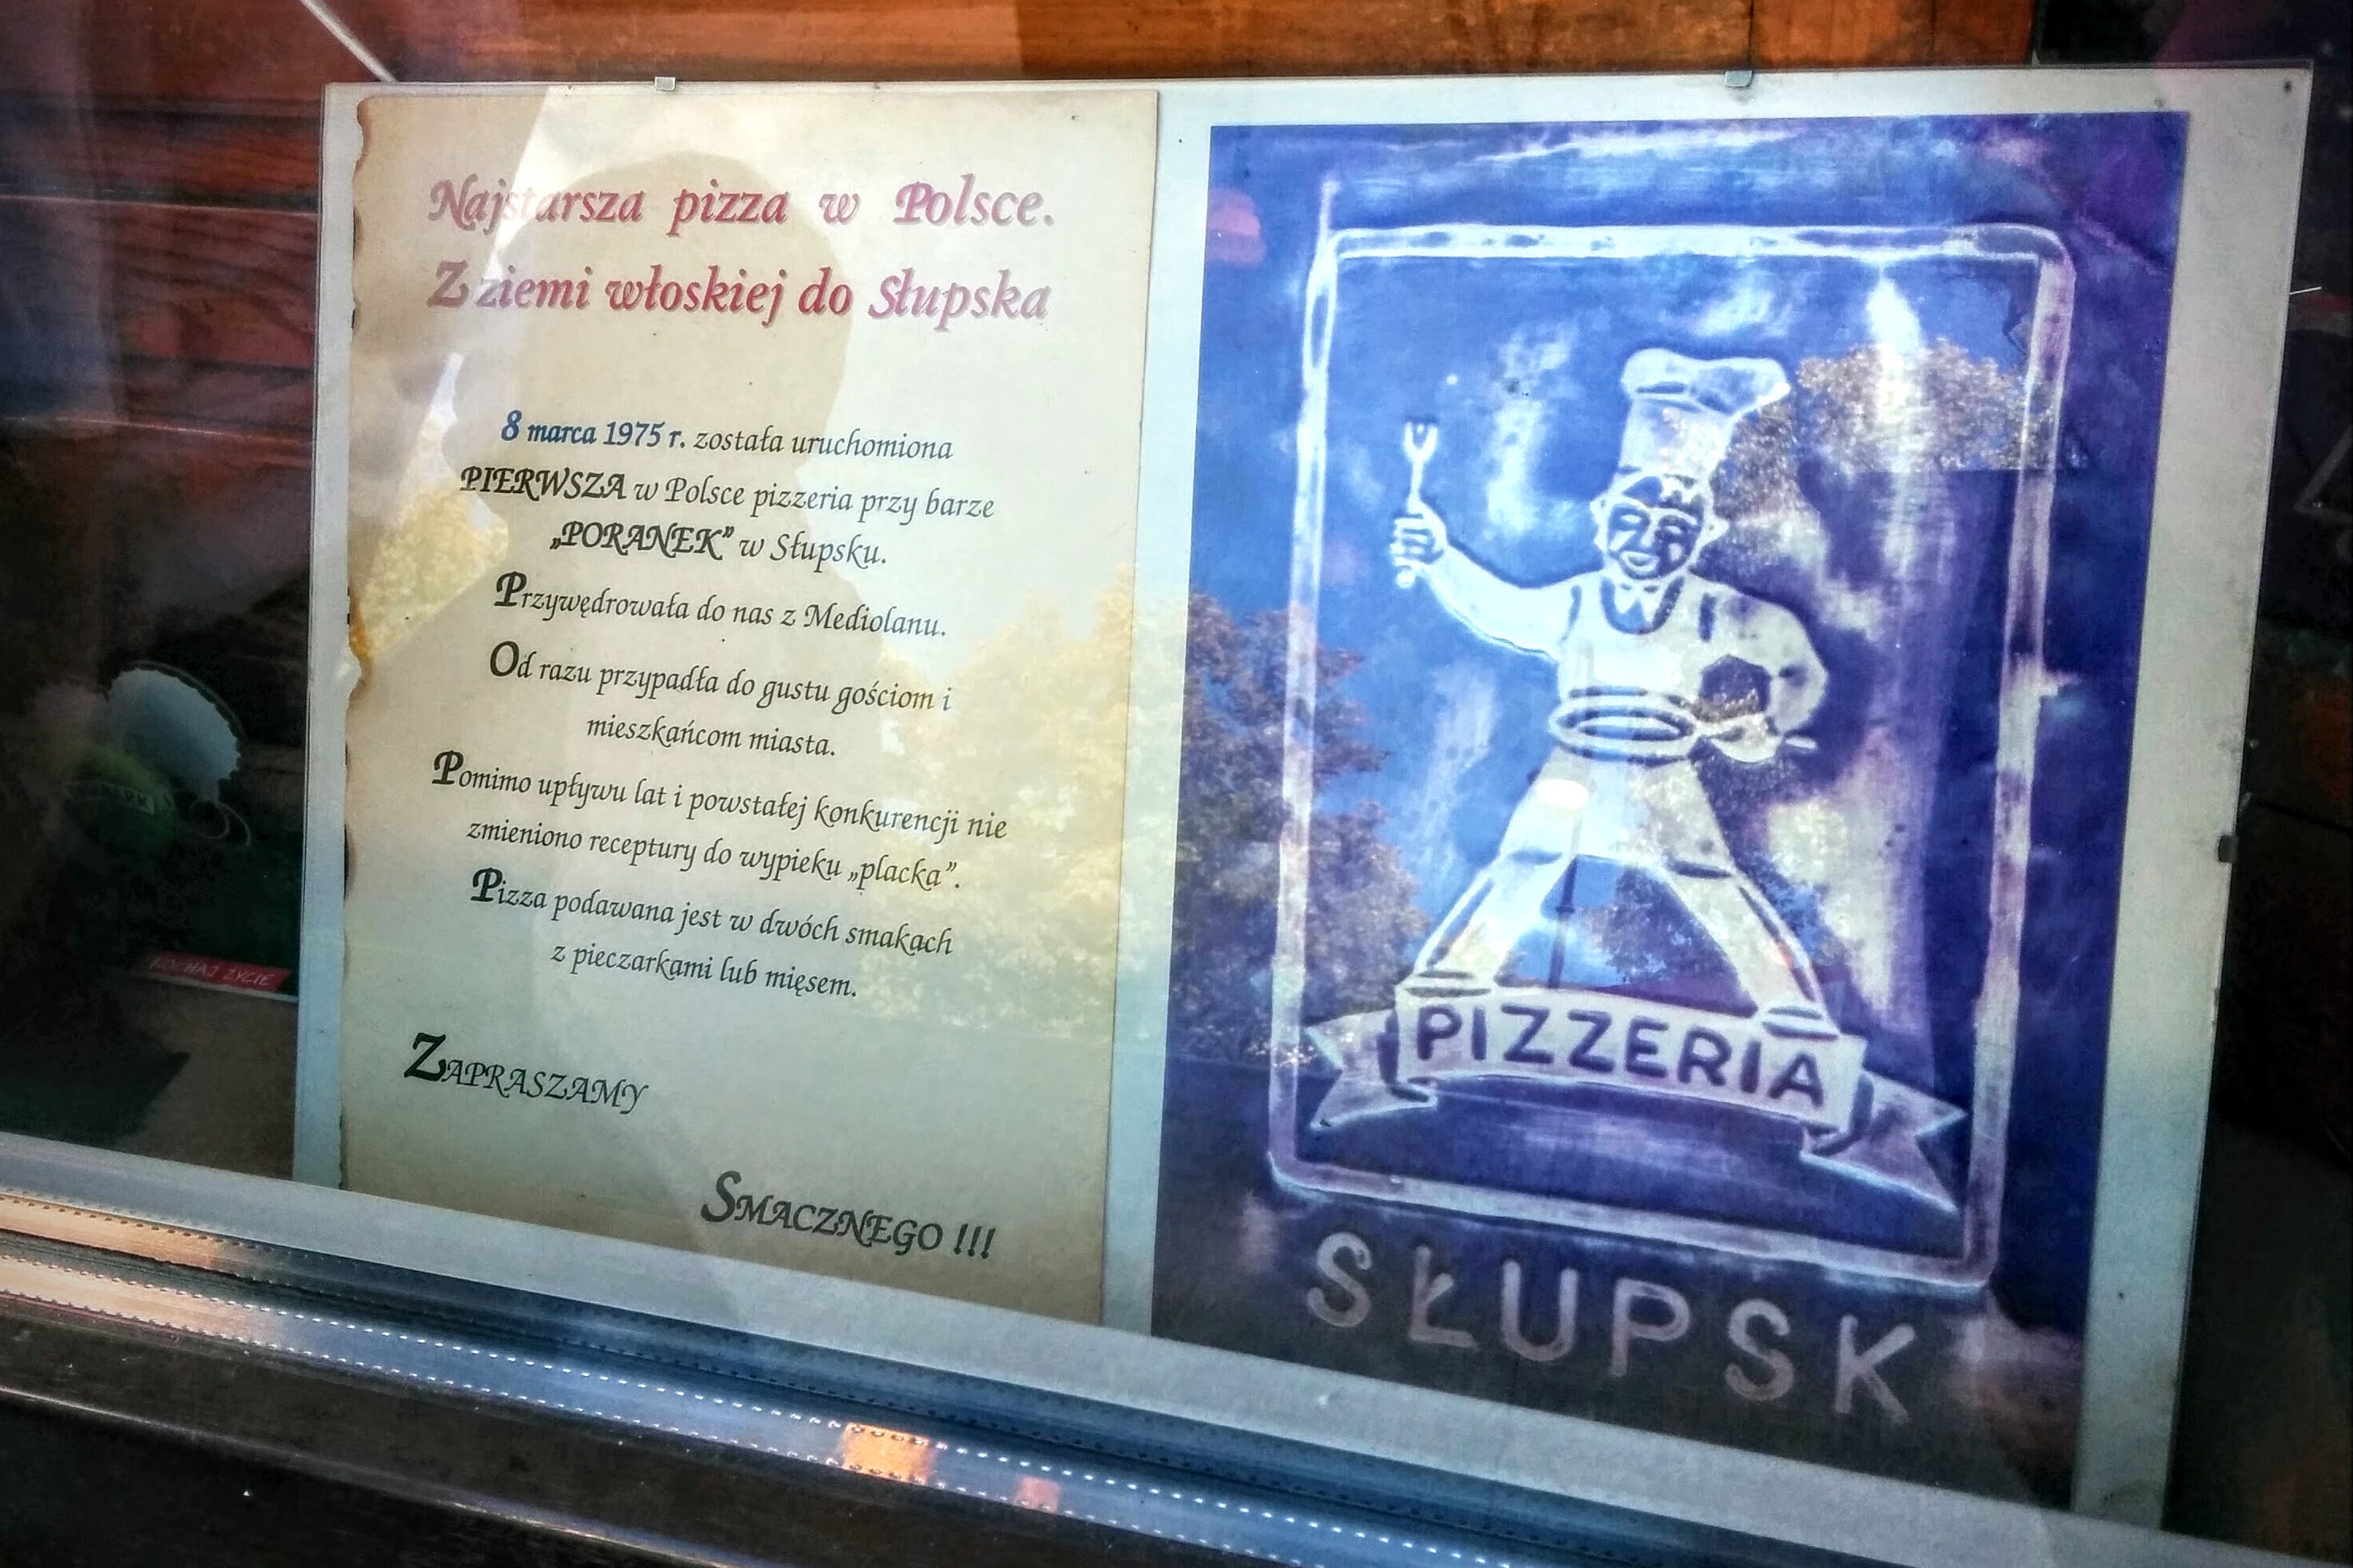 Najstarsza pizza w Polsce.
Z ziemi włoskiej do Słupska
8 marca 1975 r. została uruchomiona
PIERWSZA w Polsce pizzeria przy barze
„PORANEK” w Słupsku.
Przywędrowała do nas z Mediolanu.
Od razu przypadła do gustu gościom i
mieszkańcom miasta.
Pomimo upływu lat i powstałej konkurencji nie
zmieniono receptury do wypieku „placka”.
Pizza podawana jest w dwóch smakach
z pieczarkami lub mięsem.
ZAPRASZAMY
SMACZNEGO !!!
PIZZERIA
SŁUPSK
KOCHAJ ŻYCIE